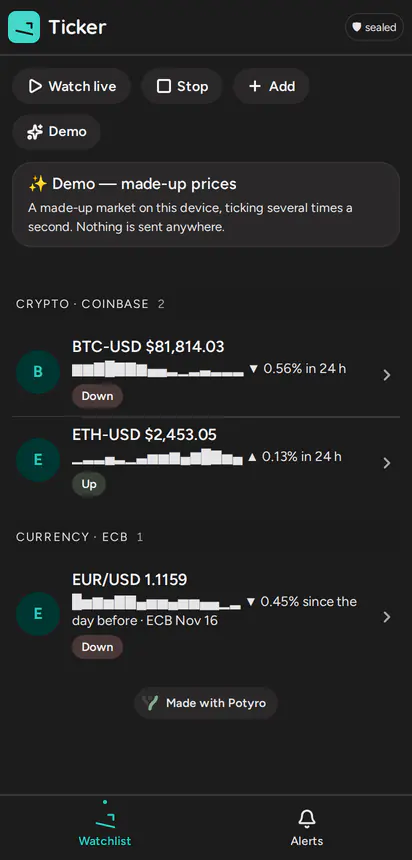 Ticker
sealed
Watch live
Stop
Add
Demo
✨ Demo — made-up prices
A made-up market on this device, ticking several times a
second. Nothing is sent anywhere.
CRYPTO · COINBASE 2
B
BTC-USD $81,814.03
▼ 0.56% in 24 h
Down
E
ETH-USD $2,453.05
▲ 0.13% in 24 h
Up
CURRENCY · ECB 1
E
EUR/USD 1.1159
▼ 0.45% since the
day before · ECB Nov 16
Down
Made with Potyro
Watchlist
Alerts